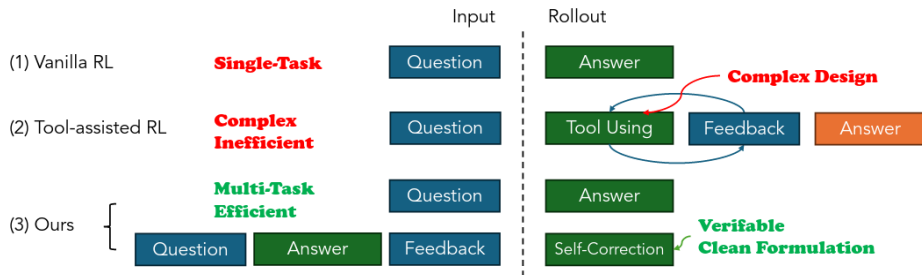 Input Rollout
(1) Vanilla RL Single-Task Question Answer
Complex Design
(2) Tool-assisted RL Complex Inefficient Question Tool Using Feedback Answer
Multi-Task Efficient Question Answer
(3) Ours
Question Answer Feedback Self-Correction Verifable Clean Formulation